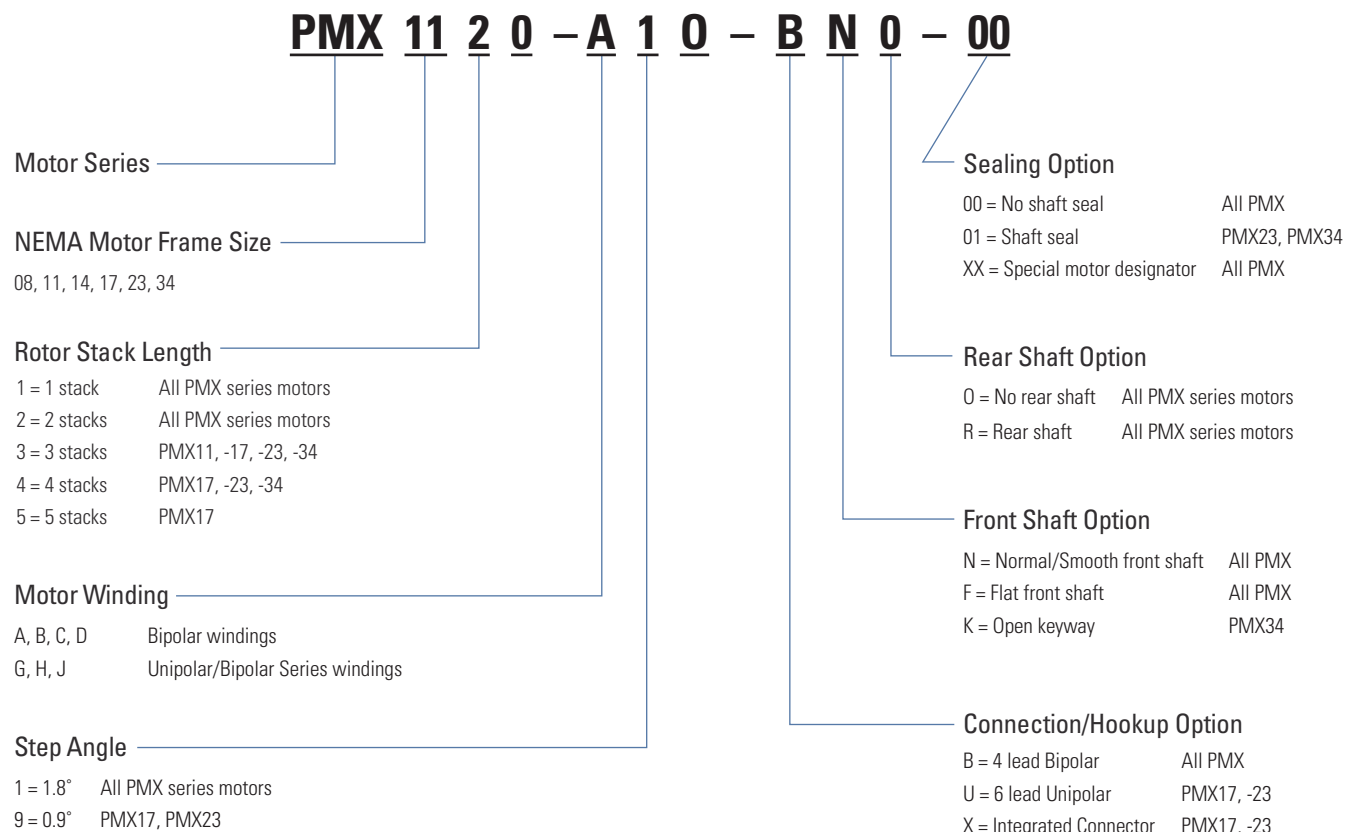 PMX 11 2 0 – A 1 0 – B N 0 – 00
Motor Series
NEMA Motor Frame Size
08, 11, 14, 17, 23, 34
Rotor Stack Length
1 = 1 stack All PMX series motors
2 = 2 stacks All PMX series motors
3 = 3 stacks PMX11, -17, -23, -34
4 = 4 stacks PMX17, -23, -34
5 = 5 stacks PMX17
Motor Winding
A, B, C, D Bipolar windings
G, H, J Unipolar/Bipolar Series windings
Step Angle
1 = 1.8˚ All PMX series motors
9 = 0.9˚ PMX17, PMX23
Sealing Option
00 = No shaft seal All PMX
01 = Shaft seal PMX23, PMX34
XX = Special motor designator All PMX
Rear Shaft Option
0 = No rear shaft All PMX series motors
R = Rear shaft All PMX series motors
Front Shaft Option
N = Normal/Smooth front shaft All PMX
F = Flat front shaft All PMX
K = Open keyway PMX34
Connection/Hookup Option
B = 4 lead Bipolar All PMX
U = 6 lead Unipolar PMX17, -23
X = Integrated Connector PMX17, -23